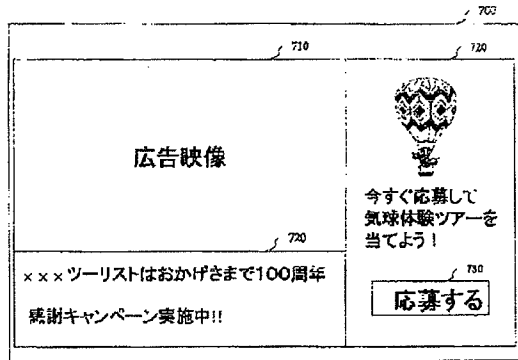 700
710
720
広告映像
今すぐ応募して
気球体験ツアーを
当てよう！
720
×××ツーリストはおかげさまで100周年
感謝キャンペーン実施中!!
730
応募する